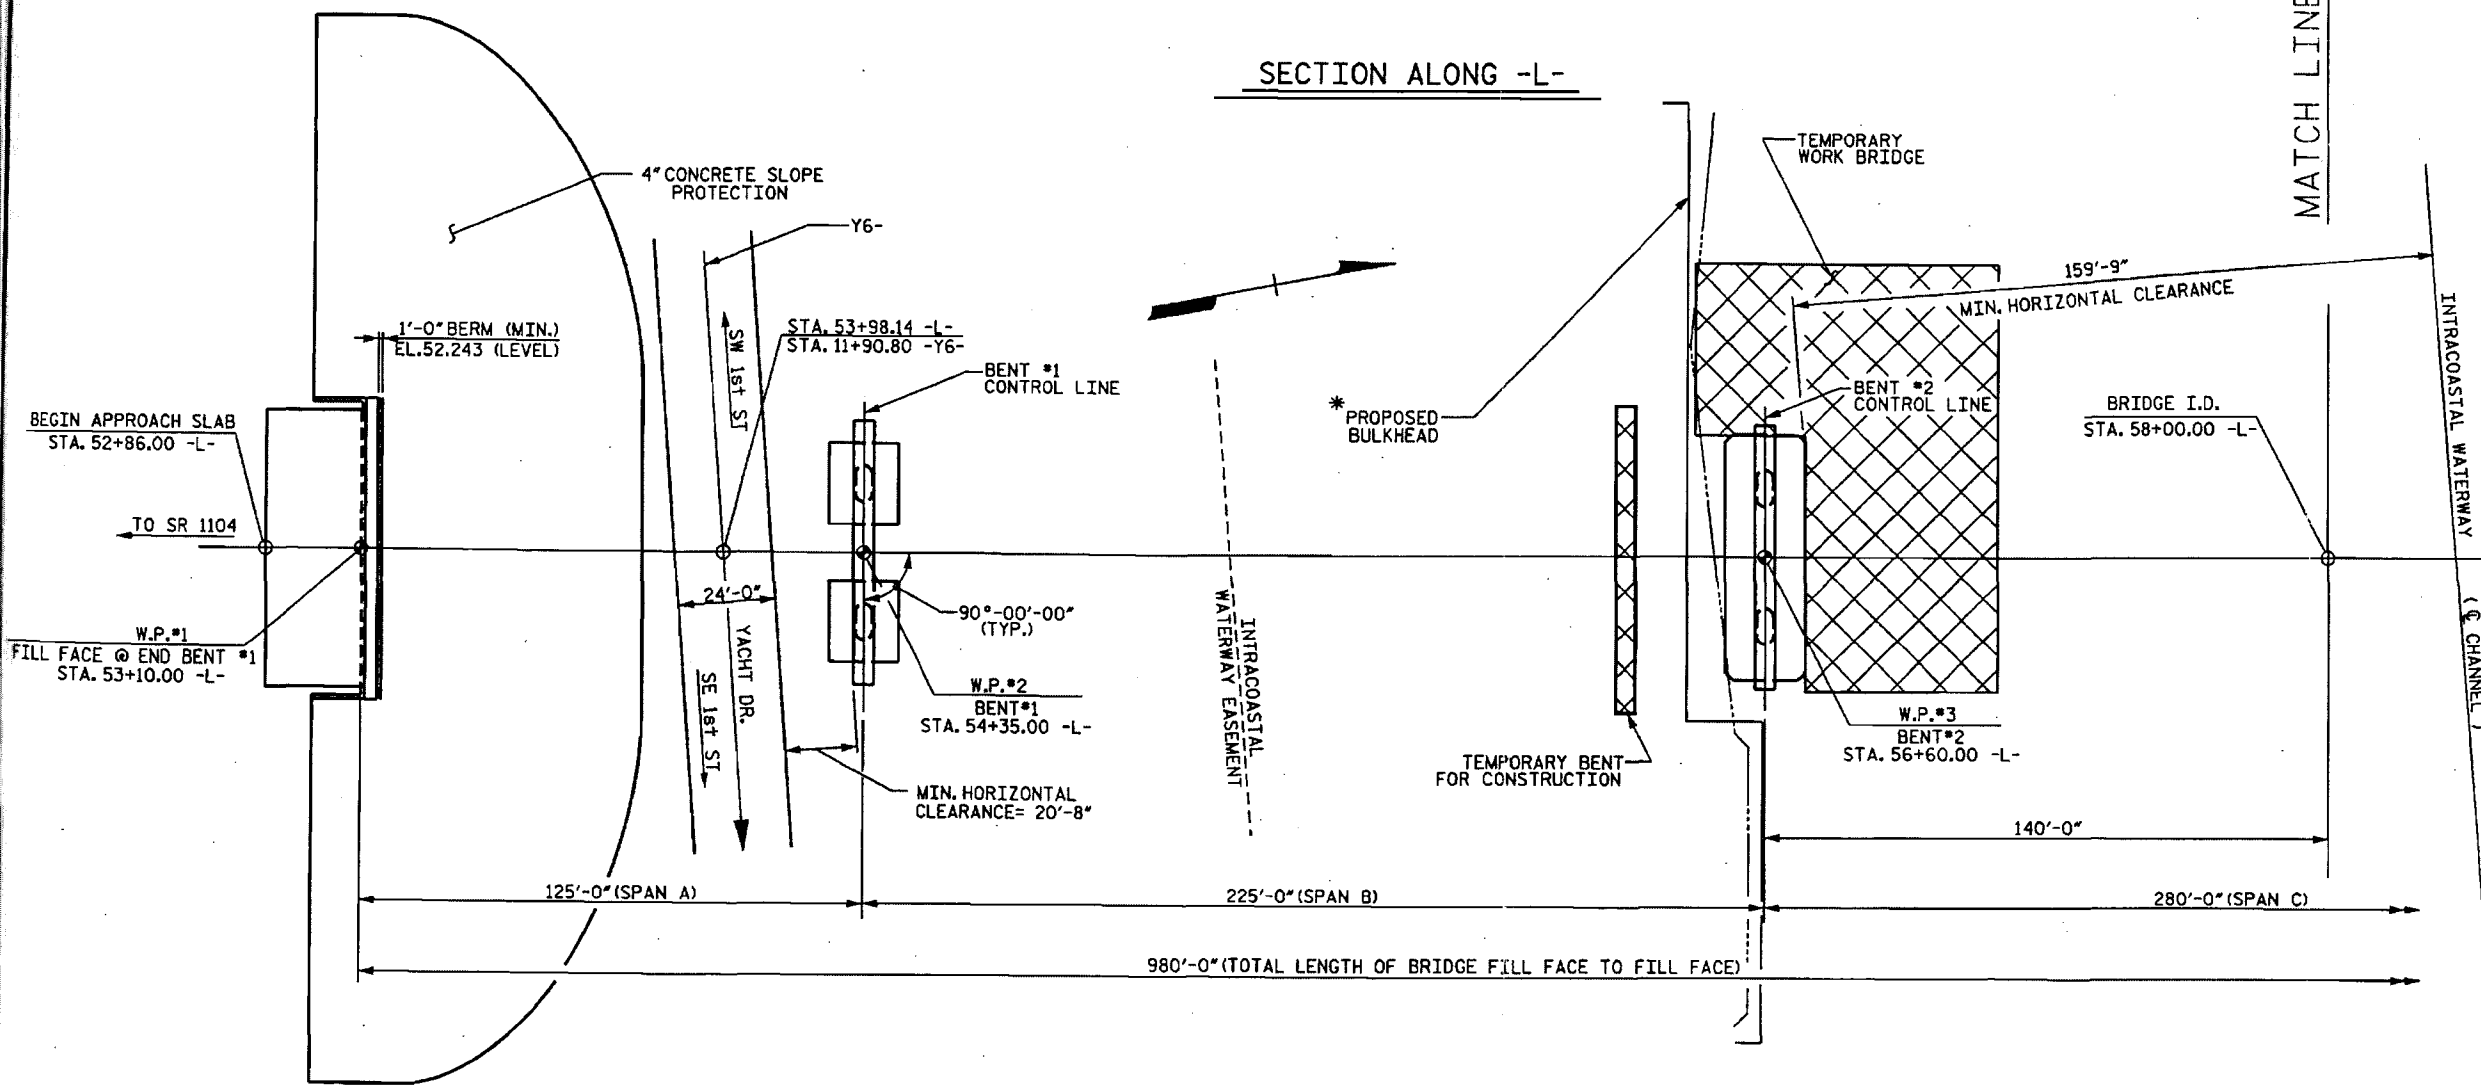 SECTION ALONG -L-
MATCH LINE
TEMPORARY
WORK BRIDGE
4" CONCRETE SLOPE
PROTECTION
Y6-
159'-9"
MIN. HORIZONTAL CLEARANCE
1'-0" BERM (MIN.)
EL.52.243 (LEVEL)
SW 1st ST
STA. 53+98.14 -L-
STA. 11+90.80 -Y6-
BENT #1
CONTROL LINE
* PROPOSED
BULKHEAD
BENT #2
CONTROL LINE
BRIDGE I.D.
STA. 58+00.00 -L-
INTRACOASTAL WATERWAY
(℄ CHANNEL )
BEGIN APPROACH SLAB
STA. 52+86.00 -L-
TO SR 1104
24'-0"
90°-00'-00"
(TYP.)
W.P.#1
FILL FACE @ END BENT #1
STA. 53+10.00 -L-
YACHT DR.
SE 1st ST
W.P.#2
BENT#1
STA. 54+35.00 -L-
INTRACOASTAL
WATERWAY EASEMENT
W.P.#3
BENT#2
STA. 56+60.00 -L-
TEMPORARY BENT
FOR CONSTRUCTION
MIN. HORIZONTAL
CLEARANCE= 20'-8"
140'-0"
125'-0" (SPAN A)
225'-0" (SPAN B)
280'-0" (SPAN C)
980'-0" (TOTAL LENGTH OF BRIDGE FILL FACE TO FILL FACE)